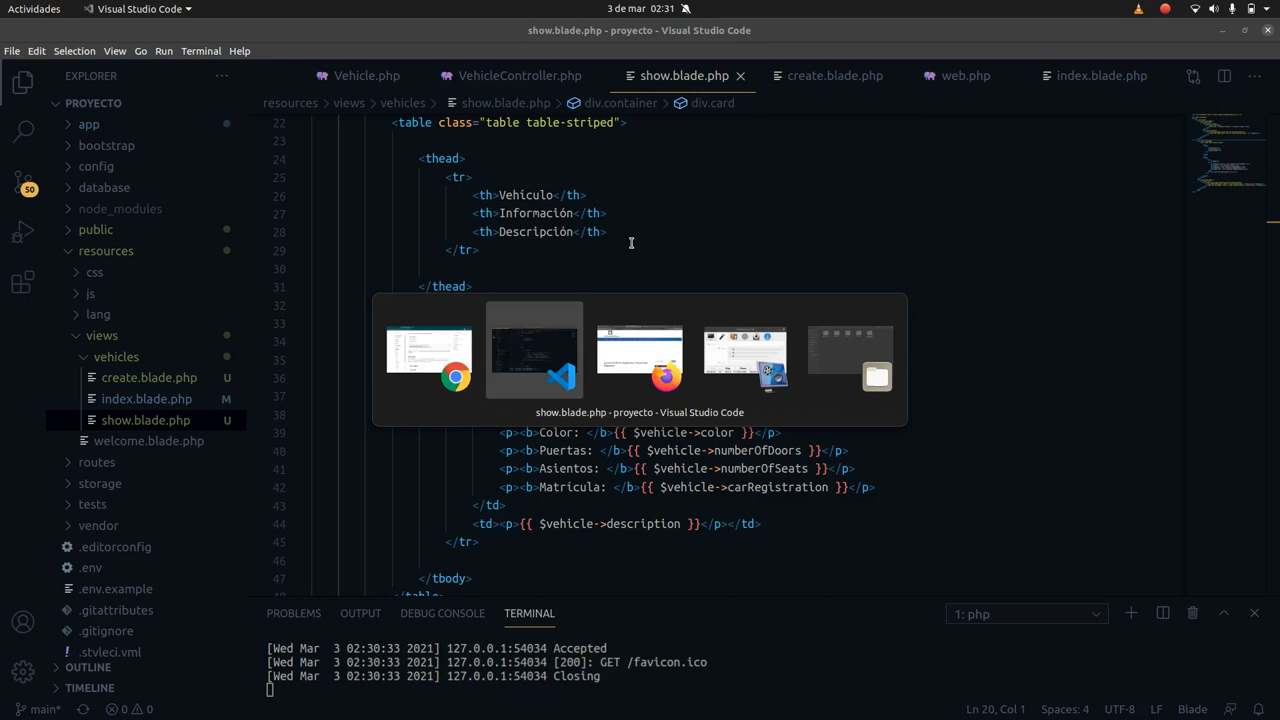 Actividades
Visual Studio Code
3 de mar 02:31
show.blade.php - proyecto - Visual Studio Code
File Edit Selection View Go Run Terminal Help
EXPLORER
Vehicle.php
VehicleController.php
show.blade.php
create.blade.php
web.php
index.blade.php
resources > views > vehicles > show.blade.php > div.container > div.card
PROYECTO
app
bootstrap
config
database
node_modules
public
resources
css
js
lang
views
vehicles
create.blade.php U
index.blade.php M
show.blade.php U
welcome.blade.php
routes
storage
tests
vendor
.editorconfig
.env
.env.example
.gitattributes
.gitignore
.styleci.yml
OUTLINE
TIMELINE
50
22 <table class="table table-striped">
23
24 <thead>
25 <tr>
26 <th>Vehículo</th>
27 <th>Información</th>
28 <th>Descripción</th>
29 </tr>
30
31 </thead>
32
33
34
35
36
37
38
39 <p><b>Color: </b>{{ $vehicle->color }}</p>
40 <p><b>Puertas: </b>{{ $vehicle->numberOfDoors }}</p>
41 <p><b>Asientos: </b>{{ $vehicle->numberOfSeats }}</p>
42 <p><b>Matrícula: </b>{{ $vehicle->carRegistration }}</p>
43 </td>
44 <td><p>{{ $vehicle->description }}</p></td>
45 </tr>
46
47 </tbody>
show.blade.php - proyecto - Visual Studio Code
PROBLEMS OUTPUT DEBUG CONSOLE TERMINAL
1: php
[Wed Mar 3 02:30:33 2021] 127.0.0.1:54034 Accepted
[Wed Mar 3 02:30:33 2021] 127.0.0.1:54034 [200]: GET /favicon.ico
[Wed Mar 3 02:30:33 2021] 127.0.0.1:54034 Closing
main* 0 0 Ln 20, Col 1 Spaces: 4 UTF-8 LF Blade